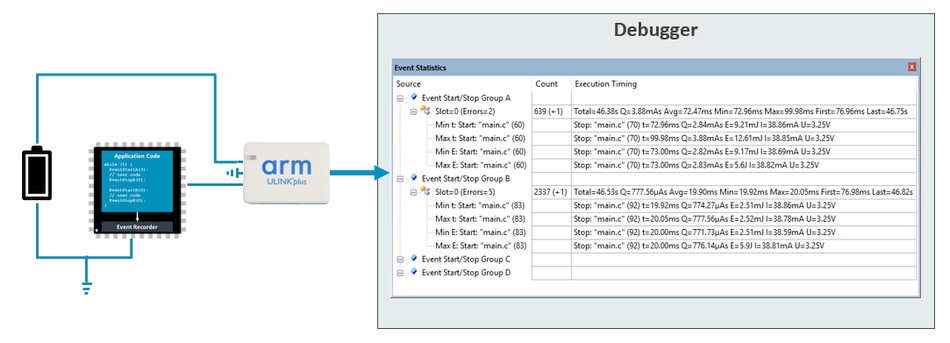 Debugger
Event Statistics
x
Source Count Execution Timing
Event Start/Stop Group A
Slot=0 (Errors=2) 639 (+1) Total=46.38s Q=3.88mAs Avg=72.47ms Min=72.96ms Max=99.98ms First=76.96ms Last=46.75s
Min t: Start: "main.c" (60) Stop: "main.c" (70) t=72.96ms Q=2.84mAs E=9.21mJ I=38.86mA U=3.25V
Max t: Start: "main.c" (60) Stop: "main.c" (70) t=99.98ms Q=3.88mAs E=12.61mJ I=38.85mA U=3.25V
Min E: Start: "main.c" (60) Stop: "main.c" (70) t=73.00ms Q=2.82mAs E=9.17mJ I=38.69mA U=3.25V
Max E: Start: "main.c" (60) Stop: "main.c" (70) t=73.00ms Q=2.83mAs E=5.6J I=38.82mA U=3.25V
Event Start/Stop Group B
Slot=0 (Errors=5) 2337 (+1) Total=46.53s Q=777.56µAs Avg=19.90ms Min=19.92ms Max=20.05ms First=76.98ms Last=46.82s
Min t: Start: "main.c" (83) Stop: "main.c" (92) t=19.92ms Q=774.27µAs E=2.51mJ I=38.86mA U=3.25V
Max t: Start: "main.c" (83) Stop: "main.c" (92) t=20.05ms Q=777.56µAs E=2.52mJ I=38.78mA U=3.25V
Min E: Start: "main.c" (83) Stop: "main.c" (92) t=20.00ms Q=771.73µAs E=2.51mJ I=38.59mA U=3.25V
Max E: Start: "main.c" (83) Stop: "main.c" (92) t=20.00ms Q=776.14µAs E=5.9J I=38.81mA U=3.25V
Event Start/Stop Group C
Event Start/Stop Group D
Application Code
while (1) {
EventStartA(0);
// user code
EventStopA(0);
EventStartB(0);
// user code
EventStopB(0);
}
Event Recorder
arm
ULINKplus